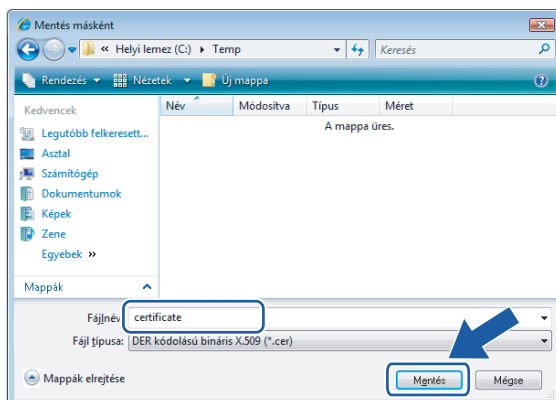 Mentés másként
« Helyi lemez (C:) Temp Keresés
Rendezés Nézetek Új mappa ?
Kedvencek
Név Módosítva Típus Méret
A mappa üres.
Legutóbb felkeresett...
Asztal
Számítógép
Dokumentumok
Képek
Zene
Egyebek »
Mappák
Fájlnév: certificate
Fájl típusa: DER kódolású bináris X.509 (*.cer)
Mappák elrejtése Mentés Mégse